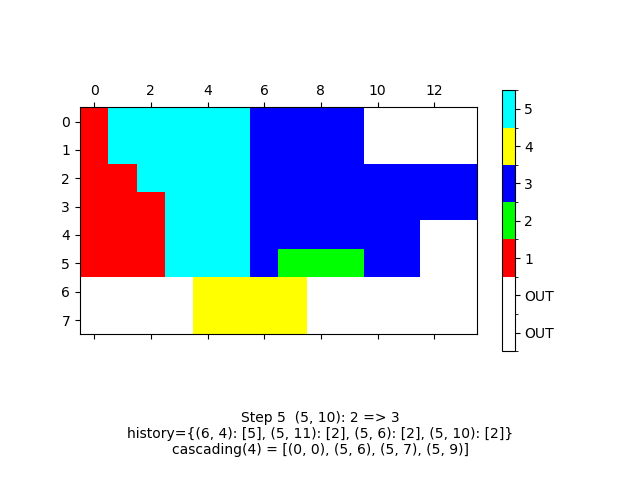 0 2 4 6 8 10 12
0
1
2
3
4
5
6
7
5
4
3
2
1
OUT
OUT
Step 5  (5, 10): 2 => 3
history={(6, 4): [5], (5, 11): [2], (5, 6): [2], (5, 10): [2]}
cascading(4) = [(0, 0), (5, 6), (5, 7), (5, 9)]